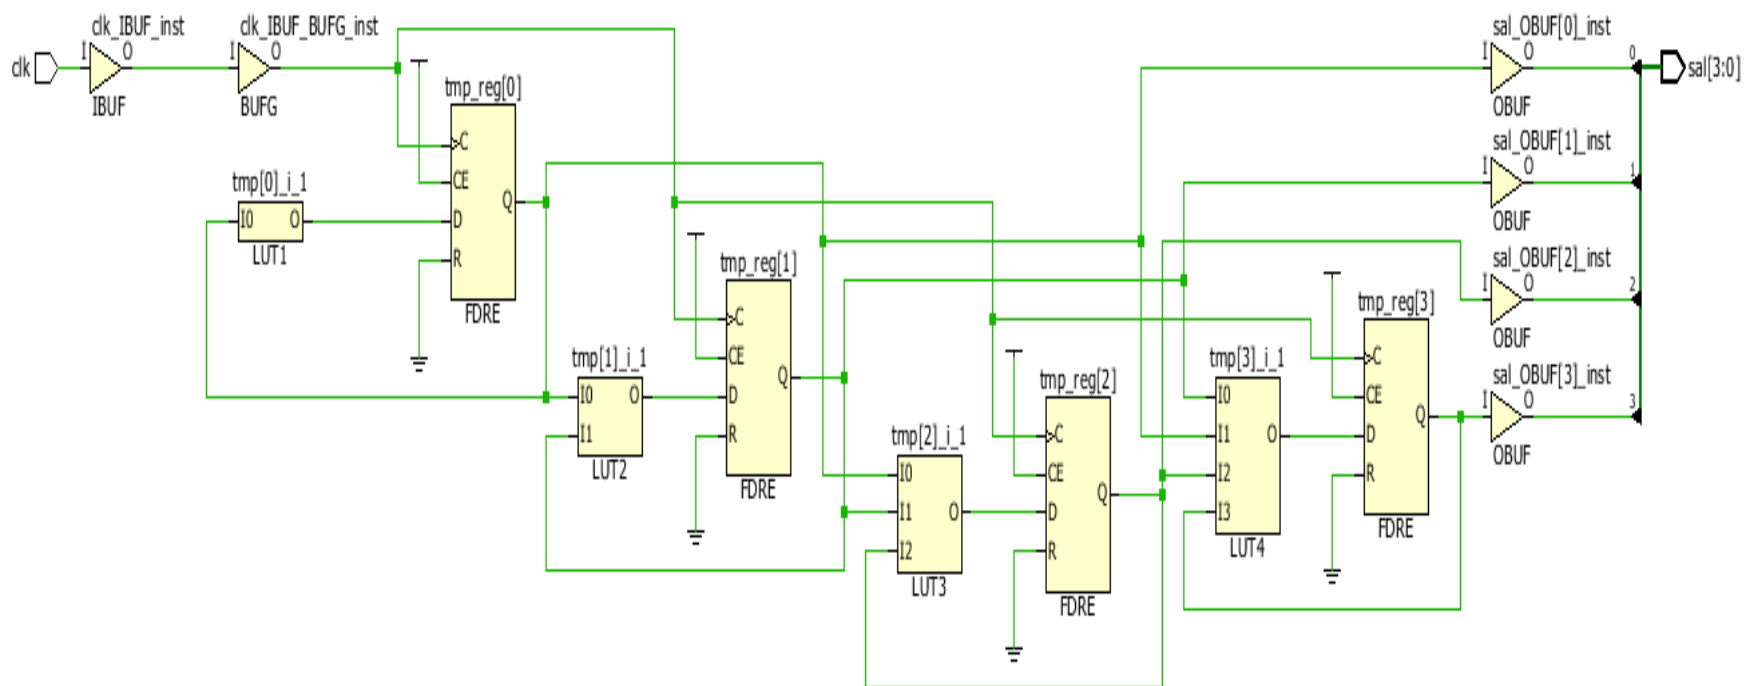 clk
clk_IBUF_inst
I
O
IBUF
clk_IBUF_BUFG_inst
I
O
BUFG
tmp[0]_i_1
I0
O
LUT1
tmp_reg[0]
C
CE
D
R
Q
FDRE
tmp[1]_i_1
I0
I1
O
LUT2
tmp_reg[1]
C
CE
D
R
Q
FDRE
tmp[2]_i_1
I0
I1
I2
O
LUT3
tmp_reg[2]
C
CE
D
R
Q
FDRE
tmp[3]_i_1
I0
I1
I2
I3
O
LUT4
tmp_reg[3]
C
CE
D
R
Q
FDRE
sal_OBUF[0]_inst
I
O
OBUF
0
sal_OBUF[1]_inst
I
O
OBUF
1
sal_OBUF[2]_inst
I
O
OBUF
2
sal_OBUF[3]_inst
I
O
OBUF
3
sal[3:0]